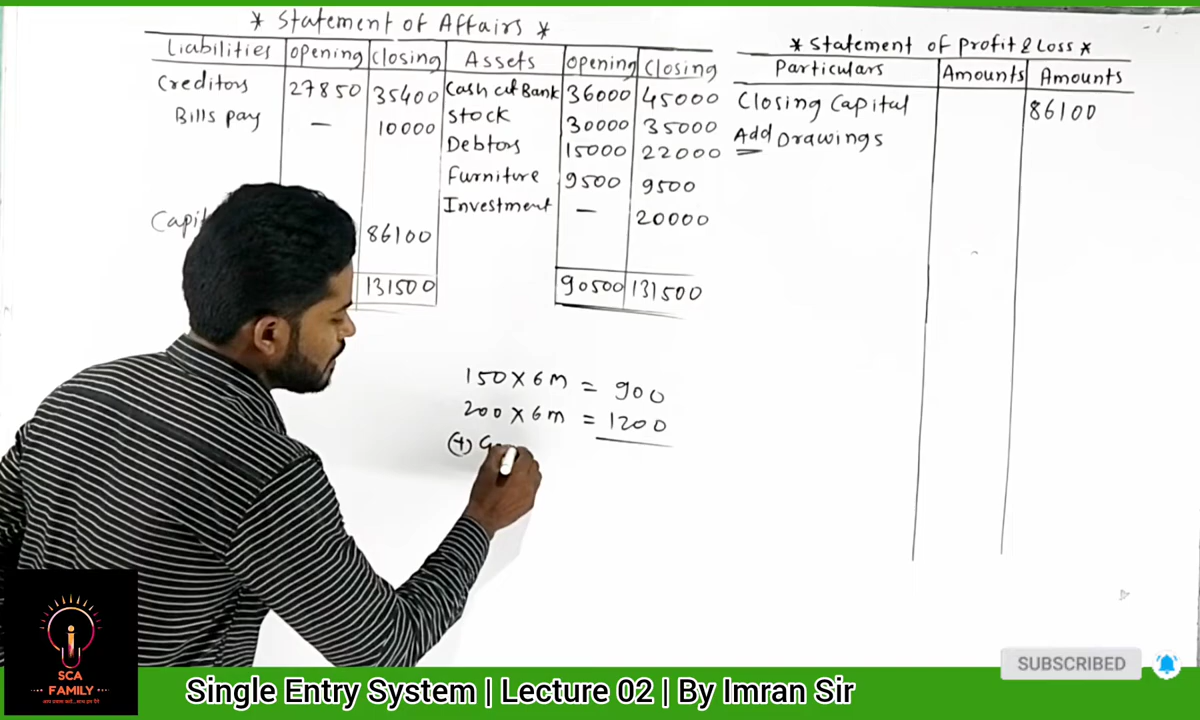 * Statement of Affairs *
Liabilities opening closing Assets opening closing
Creditors 27850 35400 Cash at Bank 36000 45000
Bills pay — 10000 Stock 30000 35000
Debtors 15000 22000
Furniture 9500 9500
Investment — 20000
86100
131500 90500 131500
* Statement of Profit & Loss *
Particulars Amounts Amounts
Closing Capital 86100
Add Drawings
150 X 6 m = 900
200 X 6 m = 1200
(+)
SCA
FAMILY
SUBSCRIBED
Single Entry System | Lecture 02 | By Imran Sir